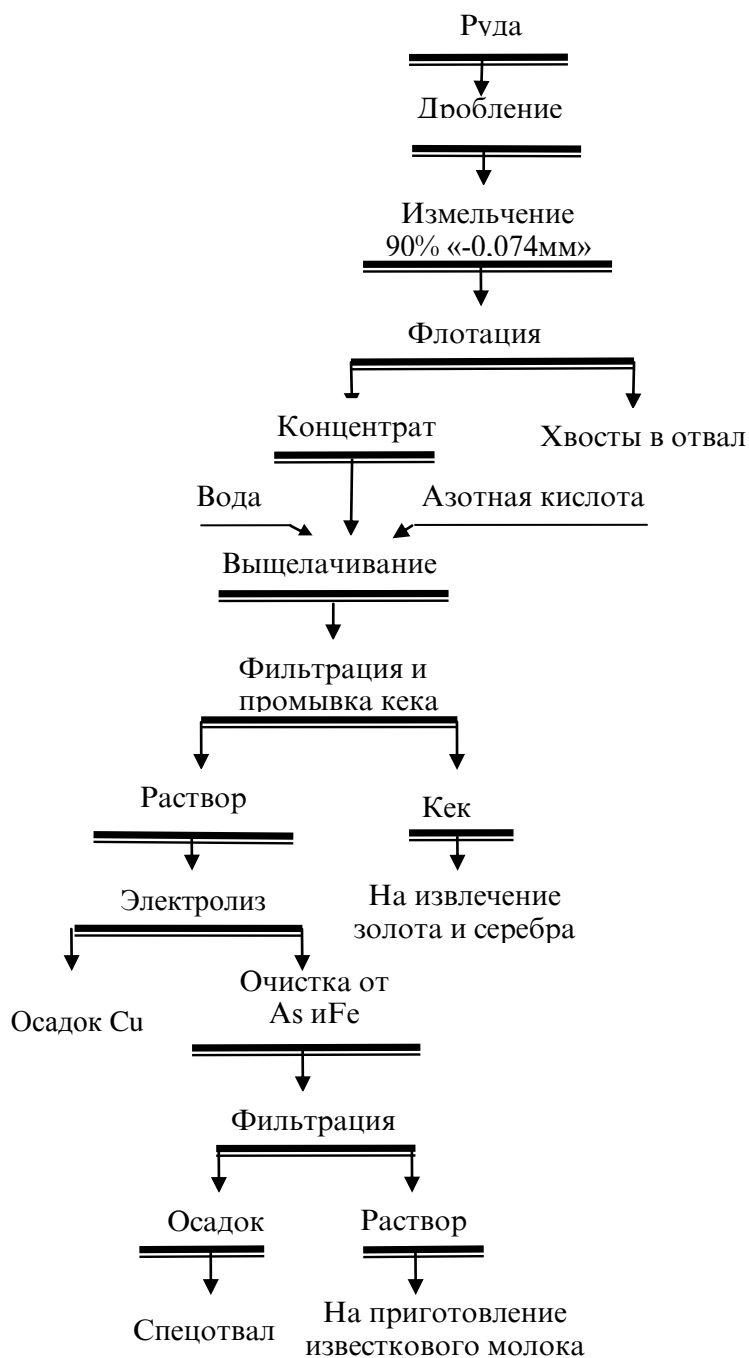 Руда
Дробление
Измельчение
90% «-0,074мм»
Флотация
Концентрат
Хвосты в отвал
Вода
Азотная кислота
Выщелачивание
Фильтрация и
промывка кека
Раствор
Кек
Электролиз
На извлечение
золота и серебра
Осадок Cu
Очистка от
As иFe
Фильтрация
Осадок
Раствор
Спецотвал
На приготовление
известкового молока